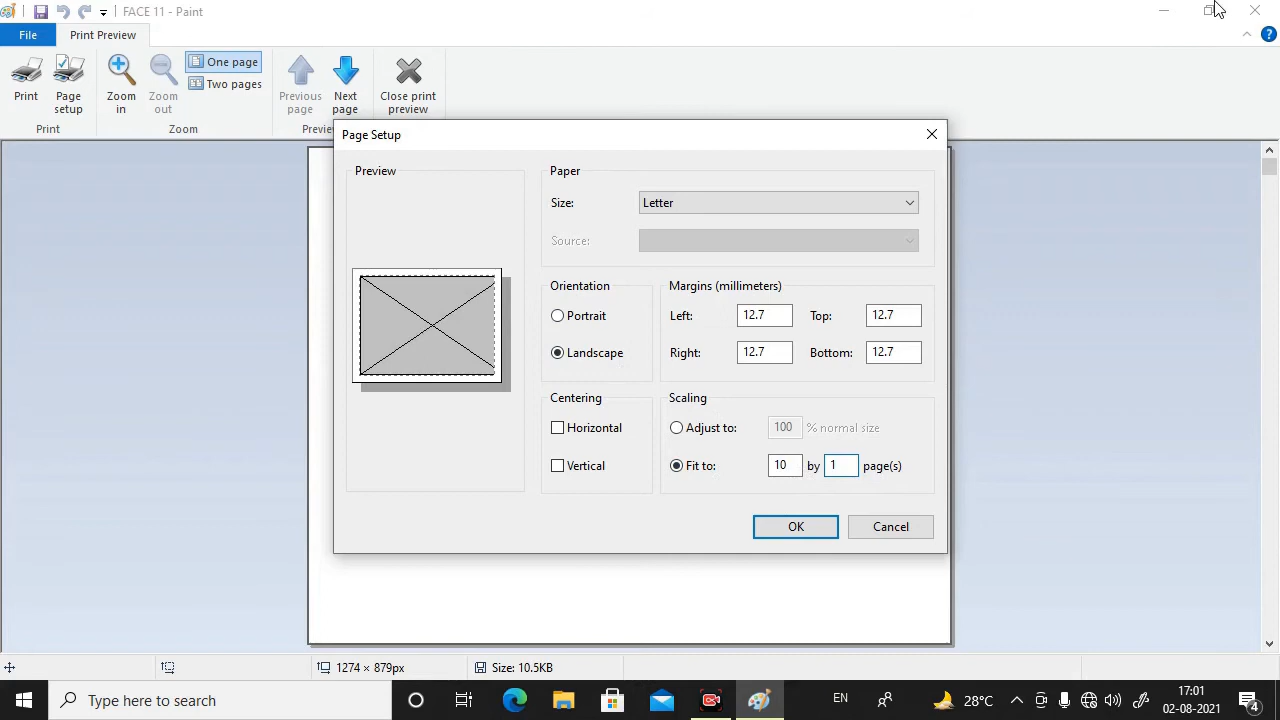 FACE 11 - Paint
File
Print Preview
Print
Page setup
Zoom in
Zoom out
One page
Two pages
Previous page
Next page
Close print preview
Print
Zoom
Previ
Page Setup
Preview
Paper
Size:
Letter
Source:
Orientation
Portrait
Landscape
Margins (millimeters)
Left:
12.7
Top:
12.7
Right:
12.7
Bottom:
12.7
Centering
Horizontal
Vertical
Scaling
Adjust to:
100
% normal size
Fit to:
10
by
1
page(s)
OK
Cancel
1274 × 879px
Size: 10.5KB
Type here to search
EN
28°C
17:01
02-08-2021
4